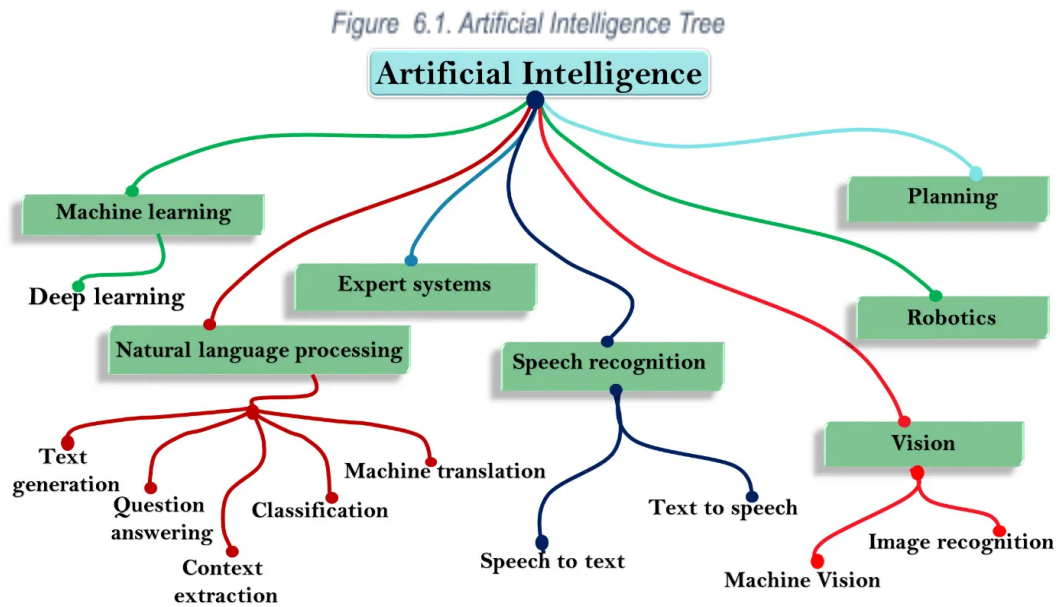 Figure 6.1. Artificial Intelligence Tree
Artificial Intelligence
Machine learning
Planning
Deep learning
Expert systems
Robotics
Natural language processing
Speech recognition
Vision
Text
generation
Question
answering
Context
extraction
Classification
Machine translation
Speech to text
Text to speech
Machine Vision
Image recognition